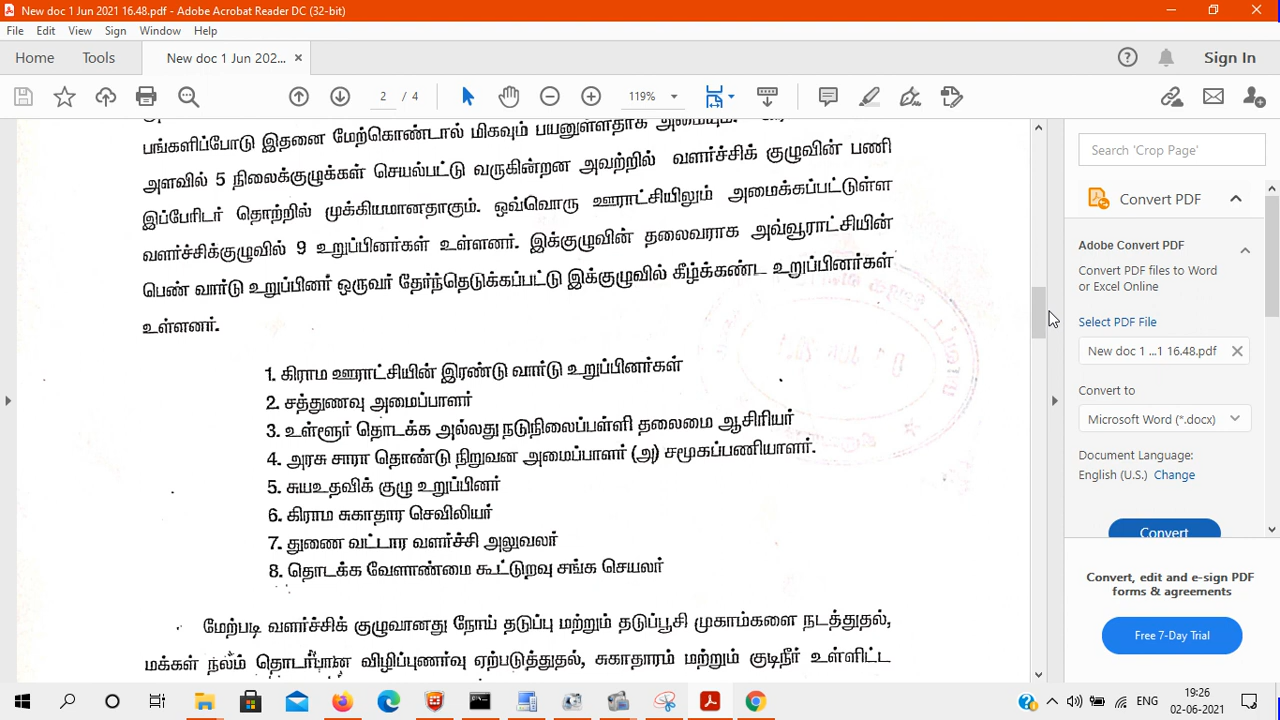 New doc 1 Jun 2021 16.48.pdf - Adobe Acrobat Reader DC (32-bit)
File Edit View Sign Window Help
Home Tools New doc 1 Jun 202... × Sign In
2 / 4 119%
பங்களிப்போடு இதனை மேற்கொண்டால் மிகவும் பயனுள்ளதாக அமையும்.
அளவில் 5 நிலைக்குழுக்கள் செயல்பட்டு வருகின்றன அவற்றில் வளர்ச்சிக் குழுவின் பணி
இப்பேரிடர் தொற்றில் முக்கியமானதாகும். ஒவ்வொரு ஊராட்சியிலும் அமைக்கப்பட்டுள்ள
வளர்ச்சிக்குழுவில் 9 உறுப்பினர்கள் உள்ளனர். இக்குழுவின் தலைவராக அவ்வூராட்சியின்
பெண் வார்டு உறுப்பினர் ஒருவர் தேர்ந்தெடுக்கப்பட்டு இக்குழுவில் கீழ்க்கண்ட உறுப்பினர்கள்
உள்ளனர்.
1. கிராம ஊராட்சியின் இரண்டு வார்டு உறுப்பினர்கள்
2. சத்துணவு அமைப்பாளர்
3. உள்ளூர் தொடக்க அல்லது நடுநிலைப்பள்ளி தலைமை ஆசிரியர்
4. அரசு சாரா தொண்டு நிறுவன அமைப்பாளர் (அ) சமூகப்பணியாளர்.
5. சுயஉதவிக் குழு உறுப்பினர்
6. கிராம சுகாதார செவிலியர்
7. துணை வட்டார வளர்ச்சி அலுவலர்
8. தொடக்க வேளாண்மை கூட்டுறவு சங்க செயலர்
மேற்படி வளர்ச்சிக் குழுவானது நோய் தடுப்பு மற்றும் தடுப்பூசி முகாம்களை நடத்துதல்,
மக்கள் நலம் தொடர்பான விழிப்புணர்வு ஏற்படுத்துதல், சுகாதாரம் மற்றும் குடிநீர் உள்ளிட்ட
Search 'Crop Page'
Convert PDF
Adobe Convert PDF
Convert PDF files to Word
or Excel Online
Select PDF File
New doc 1 ...1 16.48.pdf
Convert to
Microsoft Word (*.docx)
Document Language:
English (U.S.) Change
Convert
Convert, edit and e-sign PDF
forms & agreements
Free 7-Day Trial
ENG
9:26
02-06-2021